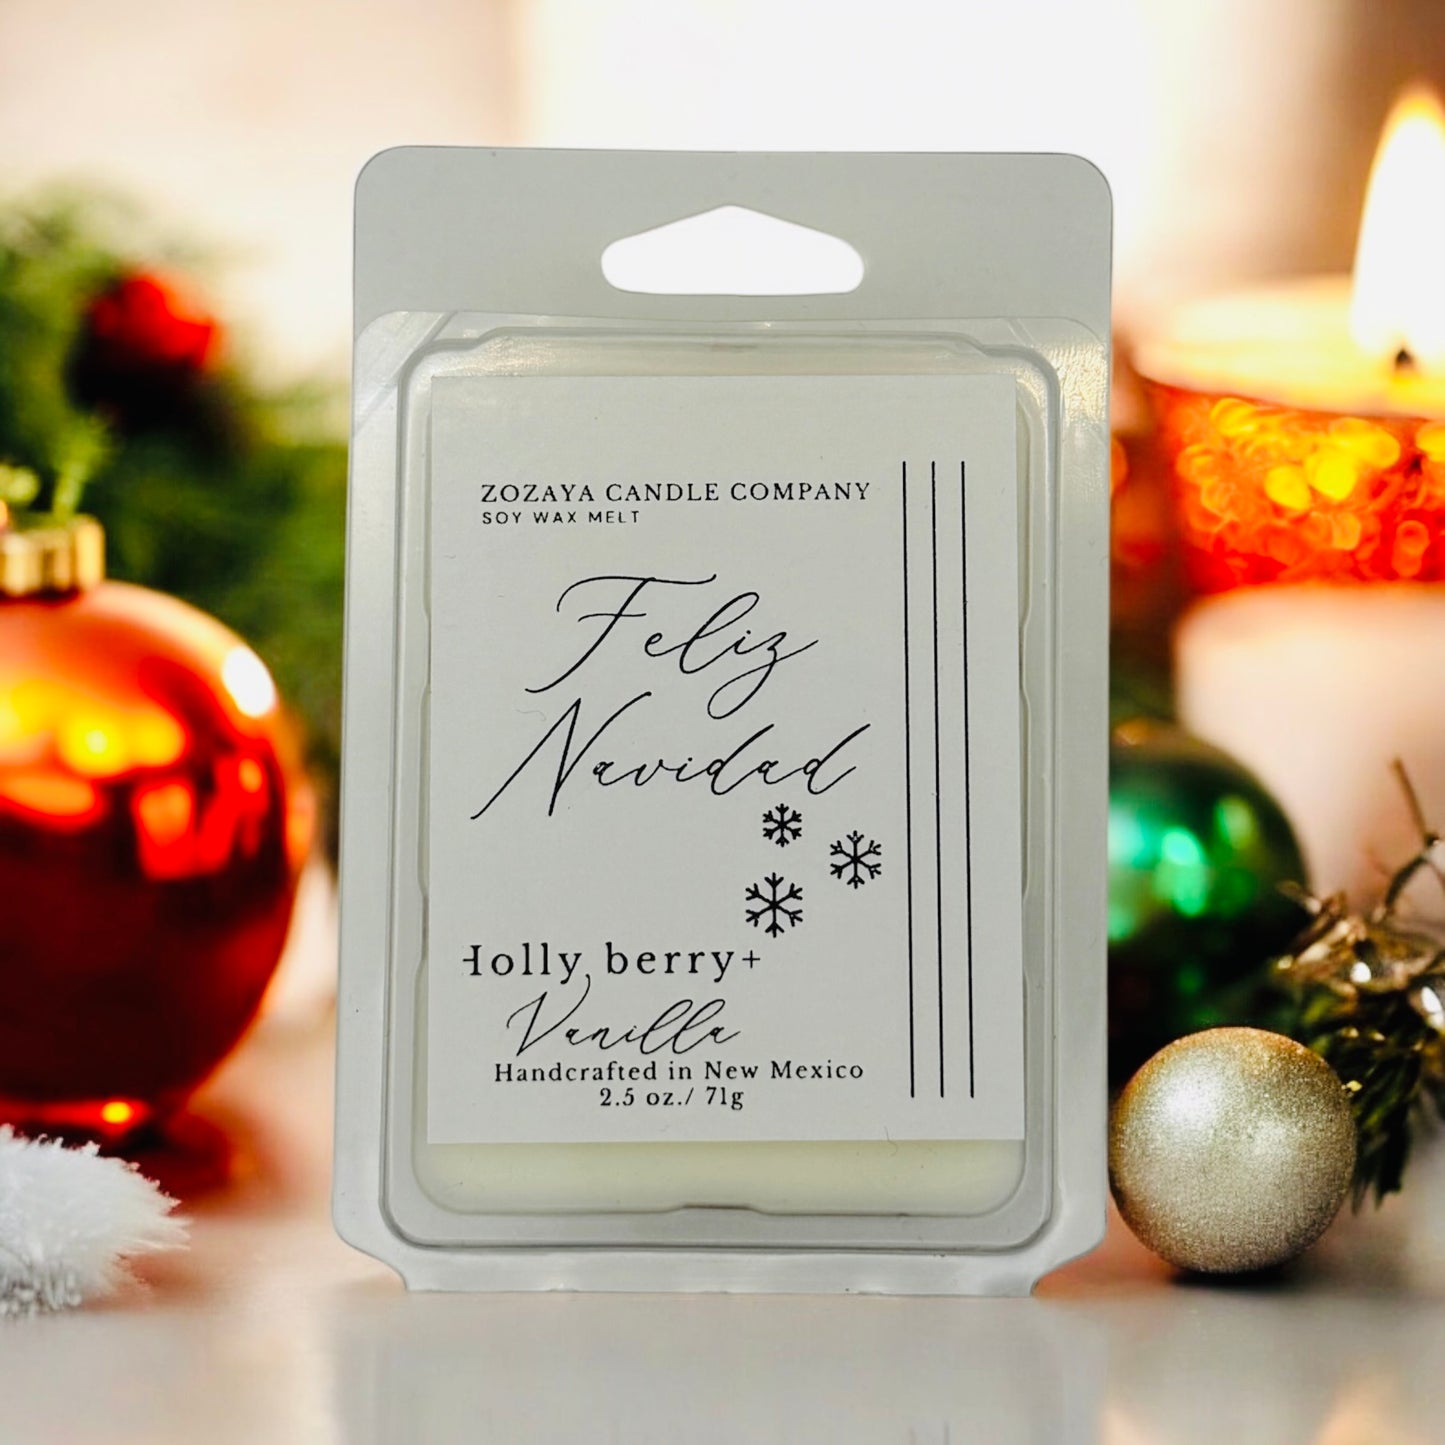 ZOZAYA CANDLE COMPANY
SOY WAX MELT
Feliz
Navidad
Holly berry+
Vanilla
Handcrafted in New Mexico
2.5 oz./ 71g